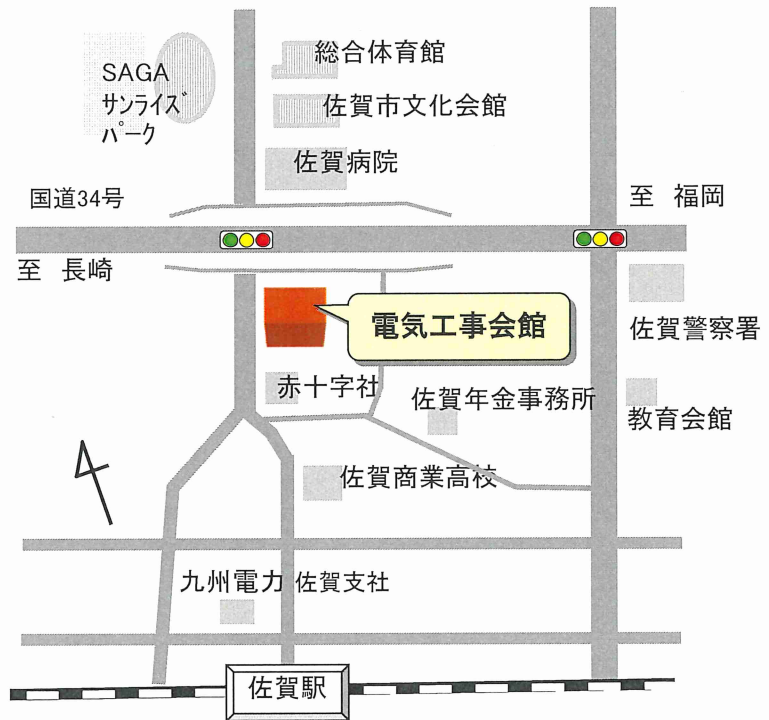 総合体育館
SAGA
サンライズ
パーク
佐賀市文化会館
佐賀病院
国道34号
至 福岡
至 長崎
電気工事会館
佐賀警察署
赤十字社
佐賀年金事務所
教育会館
佐賀商業高校
九州電力 佐賀支社
佐賀駅